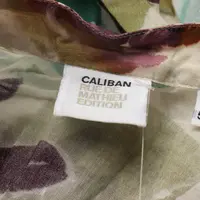 CALIBAN
RUE DE
MATHIEU
EDITION